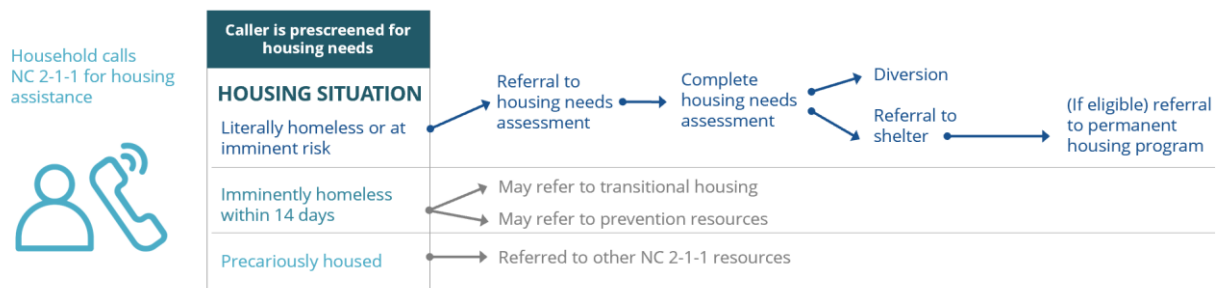 Household calls
NC 2-1-1 for housing
assistance
Caller is prescreened for
housing needs
HOUSING SITUATION
Literally homeless or at
imminent risk
Referral to
housing needs
assessment
Complete
housing needs
assessment
Diversion
Referral to
shelter
(If eligible) referral
to permanent
housing program
Imminently homeless
within 14 days
May refer to transitional housing
May refer to prevention resources
Precariously housed
Referred to other NC 2-1-1 resources